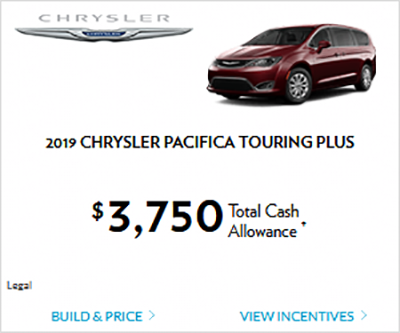 CHRYSLER
2019 CHRYSLER PACIFICA TOURING PLUS
$3,750 Total Cash
Allowance †
Legal
BUILD & PRICE >
VIEW INCENTIVES >